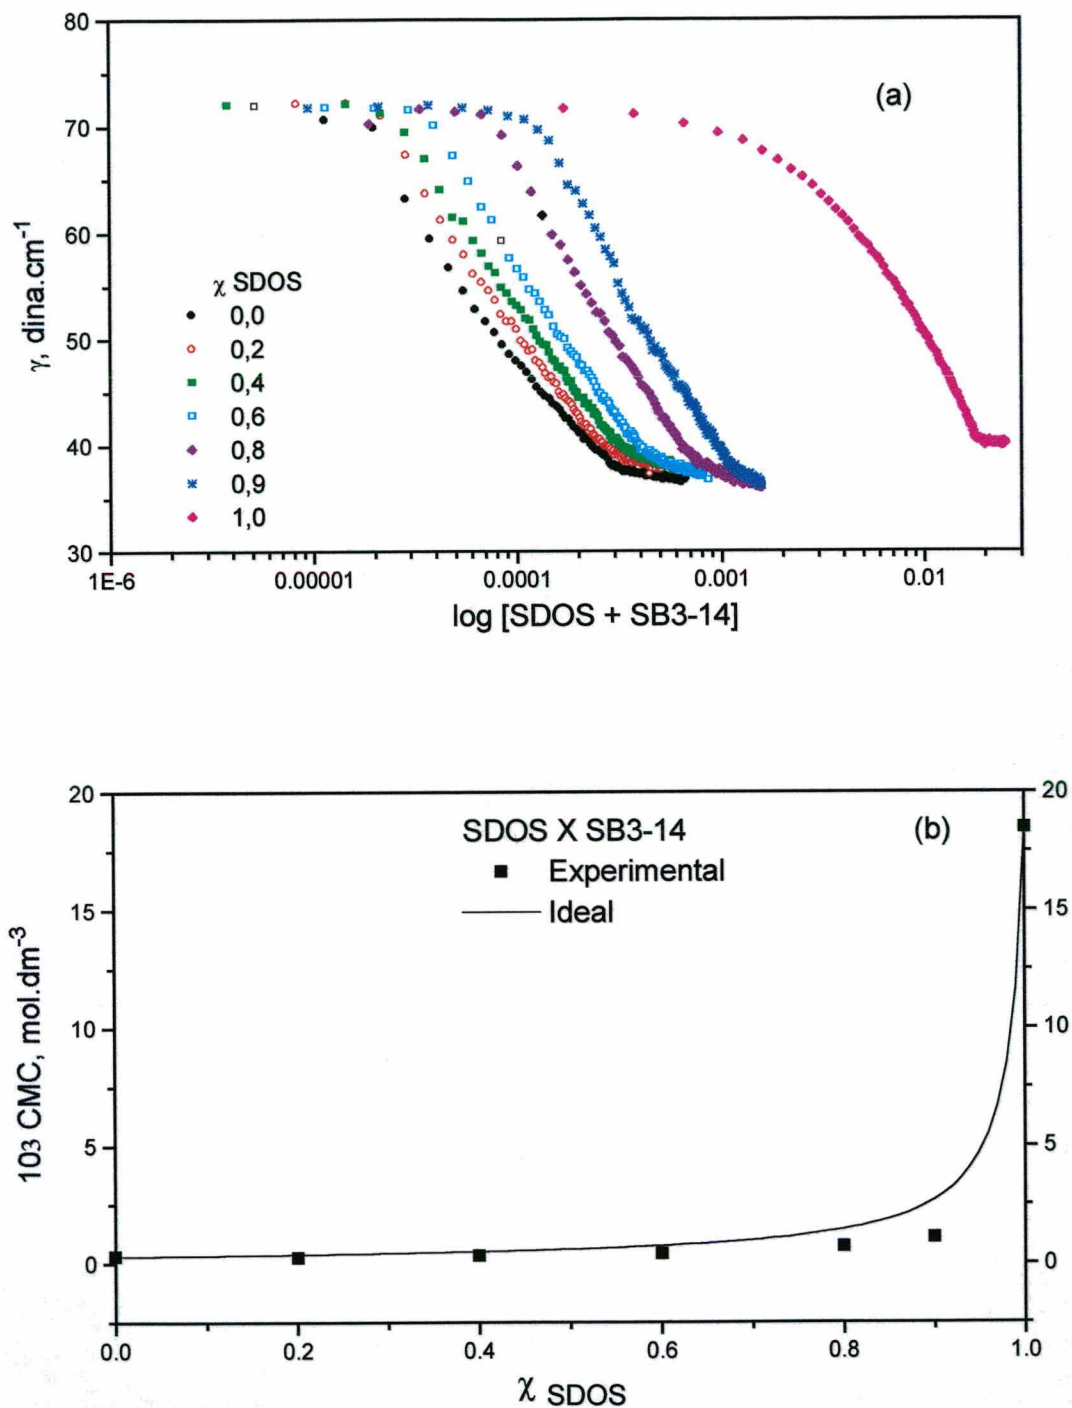 80
(a)
70
60
50
40
30
γ, dina.cm⁻¹
χ SDOS
0,0
0,2
0,4
0,6
0,8
0,9
1,0
1E-6 0.00001 0.0001 0.001 0.01
log [SDOS + SB3-14]
20 20
SDOS X SB3-14 (b)
Experimental
Ideal
15 15
10 10
5 5
0 0
103 CMC, mol.dm⁻³
0.0 0.2 0.4 0.6 0.8 1.0
χ SDOS